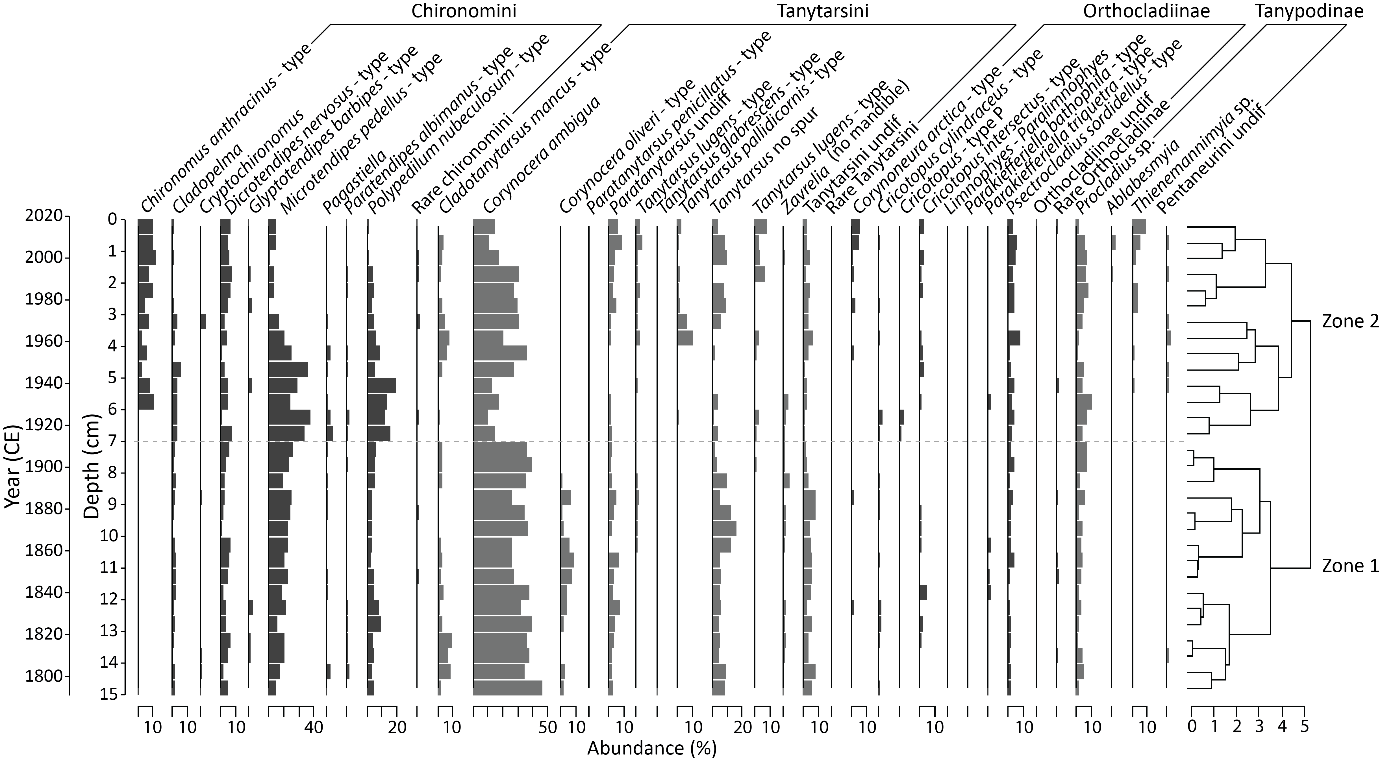 Chironomini
Tanytarsini
Orthocladiinae
Tanypodinae
Chironomus anthracinus - type
Cladopelma
Cryptochironomus
Dicrotendipes nervosus - type
Glyptotendipes barbipes - type
Microtendipes pedellus - type
Pagastiella
Paratendipes albimanus - type
Polypedilum nubeculosum - type
Rare chironomini
Cladotanytarsus mancus - type
Corynocera ambigua
Corynocera oliveri - type
Paratanytarsus penicillatus - type
Paratanytarsus undiff
Tanytarsus lugens - type
Tanytarsus glabrescens - type
Tanytarsus pallidicornis - type
Tanytarsus no spur
Tanytarsus lugens - type
(no mandible)
Zavrelia
Tanytarsini undif
Rare Tanytarsini
Corynoneura arctica - type
Cricotopus cylindraceus - type
Cricotopus - type P
Cricotopus intersectus - type
Limnophyes - Paralimnophyes
Parakiefferiella bathophila - type
Parakiefferiella triquetra - type
Psectrocladius sordidellus - type
Orthocladiinae undif
Rare Orthocladiinae
Procladius sp.
Ablabesmyia
Thienemannimyia sp.
Pentaneurini undif
Year (CE)
2020
2000
1980
1960
1940
1920
1900
1880
1860
1840
1820
1800
Depth (cm)
0
1
2
3
4
5
6
7
8
9
10
11
12
13
14
15
Zone 2
Zone 1
10 10 40 20 10 50 10 10 10 20 10 10 10 10 10 10 0 1 2 3 4 5
Abundance (%)